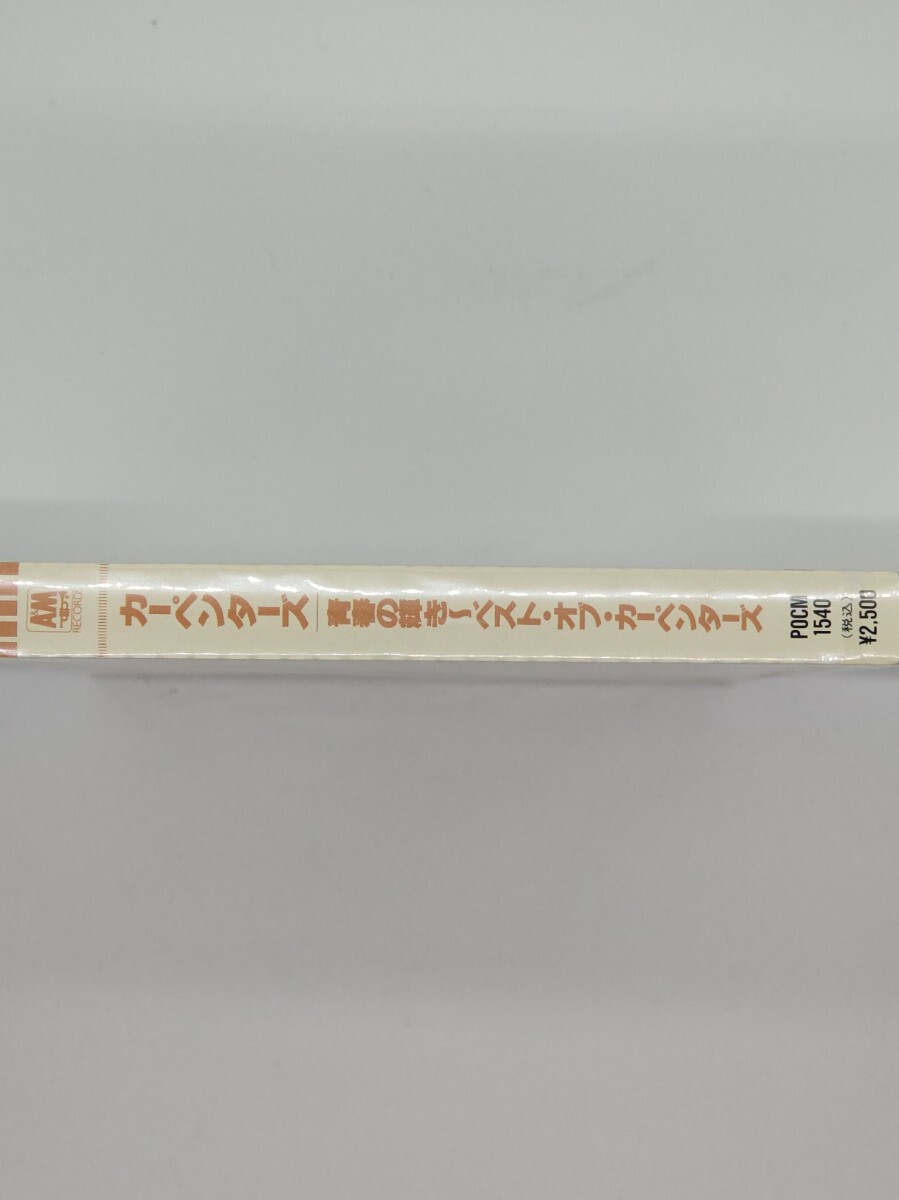 A&M
RECORDS
カーペンターズ
青春の輝き〜ベスト・オブ・カーペンターズ
POCM
1540
(税込)
¥2,500